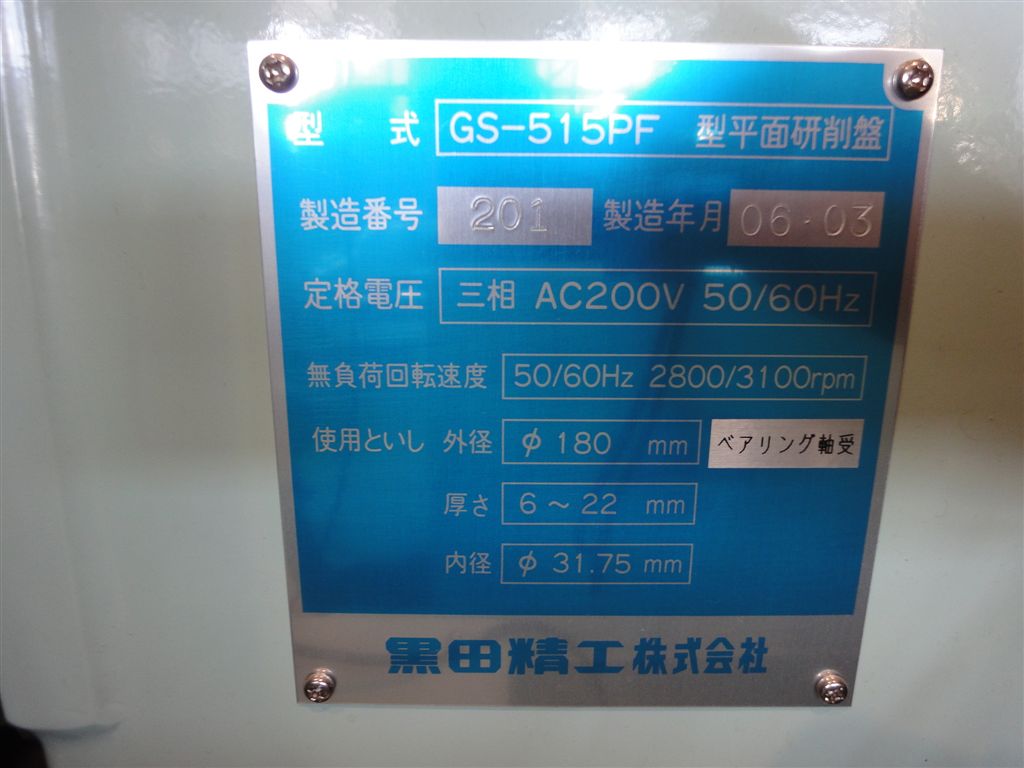 型 式 GS-515PF 型平面研削盤
製造番号 201 製造年月 06-03
定格電圧 三相 AC200V 50/60Hz
無負荷回転速度 50/60Hz 2800/3100rpm
使用といし 外径 φ180 mm ベアリング軸受
厚さ 6～22 mm
内径 φ31.75 mm
黒田精工株式会社